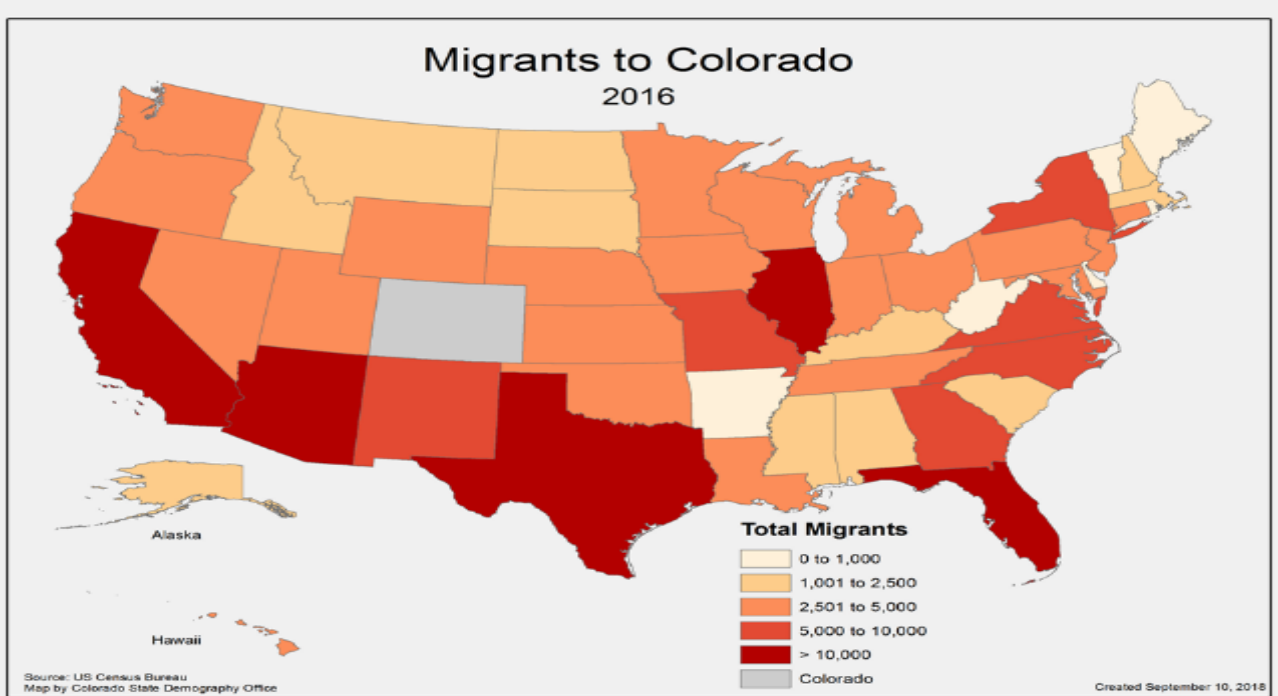 Migrants to Colorado
2016
Alaska
Hawaii
Total Migrants
0 to 1,000
1,001 to 2,500
2,501 to 5,000
5,000 to 10,000
> 10,000
Colorado
Source: US Census Bureau
Map by Colorado State Demography Office
Created September 10, 2018